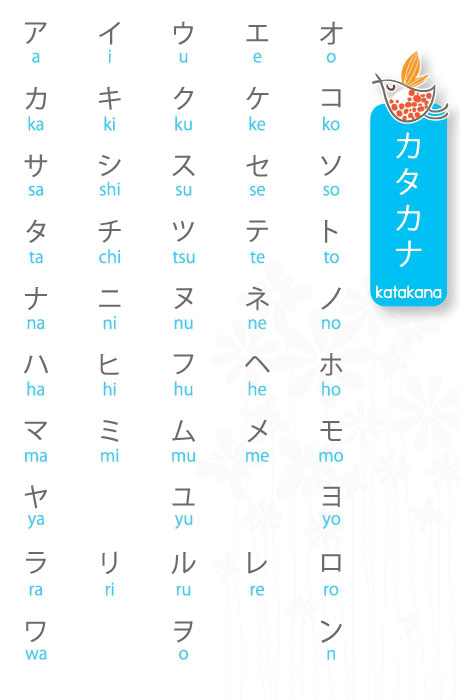 ア イ ウ エ オ
a i u e o
カ キ ク ケ コ
ka ki ku ke ko
サ シ ス セ ソ
sa shi su se so
タ チ ツ テ ト
ta chi tsu te to
ナ ニ ヌ ネ ノ
na ni nu ne no
ハ ヒ フ ヘ ホ
ha hi hu he ho
マ ミ ム メ モ
ma mi mu me mo
ヤ ユ ヨ
ya yu yo
ラ リ ル レ ロ
ra ri ru re ro
ワ ヲ ン
wa o n
カタカナ
katakana